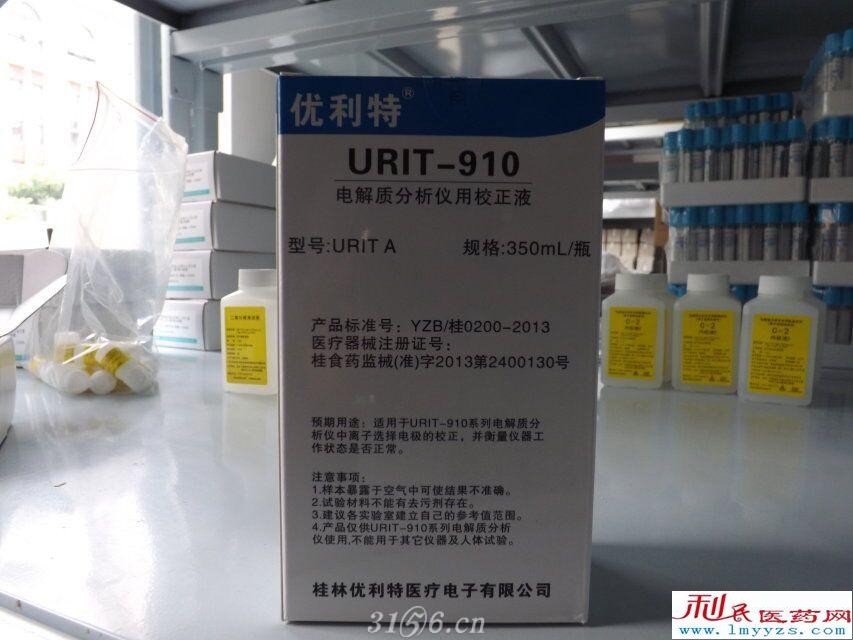 优利特®
URIT-910
电解质分析仪用校正液
型号:URIT A 规格:350mL/瓶
产品标准号：YZB/桂0200-2013
医疗器械注册证号：
桂食药监械(准)字2013第2400130号
预期用途：适用于URIT-910系列电解质分
析仪中离子选择电极的校正，并衡量仪器工
作状态是否正常。
注意事项：
1.样本暴露于空气中可使结果不准确。
2.试验材料不能有去污剂存在。
3.建议各实验室建立自己的参考值范围。
4.产品仅供URIT-910系列电解质分析
仪使用,不能用于其它仪器及人体试验。
桂林优利特医疗电子有限公司
C-2
C-2
C-2
3156.cn
利民医药网
www.lmyyzs.com